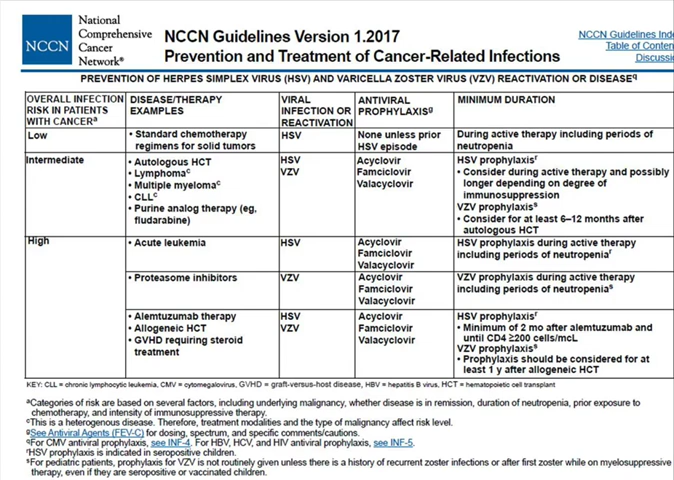 National
Comprehensive
Cancer
Network®
NCCN
NCCN Guidelines Version 1.2017
Prevention and Treatment of Cancer-Related Infections
NCCN Guidelines Inde
Table of Conten
Discussi
PREVENTION OF HERPES SIMPLEX VIRUS (HSV) AND VARICELLA ZOSTER VIRUS (VZV) REACTIVATION OR DISEASEq
OVERALL INFECTION
RISK IN PATIENTS
WITH CANCERa
DISEASE/THERAPY
EXAMPLES
VIRAL
INFECTION OR
REACTIVATION
ANTIVIRAL
PROPHYLAXISg
MINIMUM DURATION
Low
• Standard chemotherapy
regimens for solid tumors
HSV
None unless prior
HSV episode
During active therapy including periods of
neutropenia
Intermediate
• Autologous HCT
• Lymphomac
• Multiple myelomac
• CLLc
• Purine analog therapy (eg,
fludarabine)
HSV
VZV
Acyclovir
Famciclovir
Valacyclovir
HSV prophylaxisr
• Consider during active therapy and possibly
longer depending on degree of
immunosuppression
VZV prophylaxiss
• Consider for at least 6–12 months after
autologous HCT
High
• Acute leukemia
HSV
Acyclovir
Famciclovir
Valacyclovir
HSV prophylaxis during active therapy
including periods of neutropeniar
• Proteasome inhibitors
VZV
Acyclovir
Famciclovir
Valacyclovir
VZV prophylaxis during active therapy
including periods of neutropenias
• Alemtuzumab therapy
• Allogeneic HCT
• GVHD requiring steroid
treatment
HSV
VZV
Acyclovir
Famciclovir
Valacyclovir
HSV prophylaxisr
• Minimum of 2 mo after alemtuzumab and
until CD4 ≥200 cells/mcL
VZV prophylaxiss
• Prophylaxis should be considered for at
least 1 y after allogeneic HCT
KEY: CLL = chronic lymphocytic leukemia, CMV = cytomegalovirus, GVHD = graft-versus-host disease, HBV = hepatitis B virus, HCT = hematopoietic cell transplant
aCategories of risk are based on several factors, including underlying malignancy, whether disease is in remission, duration of neutropenia, prior exposure to
chemotherapy, and intensity of immunosuppressive therapy.
cThis is a heterogenous disease. Therefore, treatment modalities and the type of malignancy affect risk level.
gSee Antiviral Agents (FEV-C) for dosing, spectrum, and specific comments/cautions.
qFor CMV antiviral prophylaxis, see INF-4. For HBV, HCV, and HIV antiviral prophylaxis, see INF-5.
rHSV prophylaxis is indicated in seropositive children.
sFor pediatric patients, prophylaxis for VZV is not routinely given unless there is a history of recurrent zoster infections or after first zoster while on myelosuppressive
therapy, even if they are seropositive or vaccinated children.